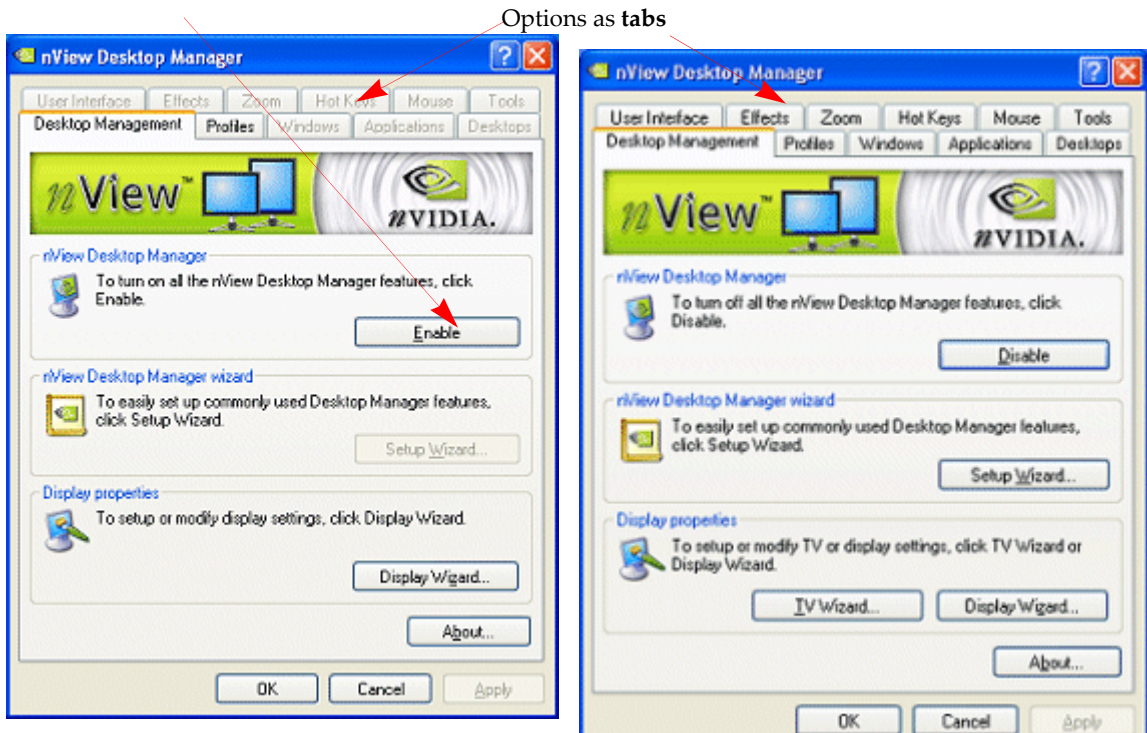 Options as tabs
nView Desktop Manager
User Interface Effects Zoom Hot Keys Mouse Tools
Desktop Management Profiles Windows Applications Desktops
nView™ nVIDIA.
nView Desktop Manager
To turn on all the nView Desktop Manager features, click
Enable.
Enable
nView Desktop Manager wizard
To easily set up commonly used Desktop Manager features,
click Setup Wizard.
Setup Wizard...
Display properties
To setup or modify display settings, click Display Wizard.
Display Wizard...
About...
OK Cancel Apply
nView Desktop Manager
User Interface Effects Zoom Hot Keys Mouse Tools
Desktop Management Profiles Windows Applications Desktops
nView™ nVIDIA.
nView Desktop Manager
To turn off all the nView Desktop Manager features, click
Disable.
Disable
nView Desktop Manager wizard
To easily set up commonly used Desktop Manager features,
click Setup Wizard.
Setup Wizard...
Display properties
To setup or modify TV or display settings, click TV Wizard or
Display Wizard.
TV Wizard... Display Wizard...
About...
OK Cancel Apply